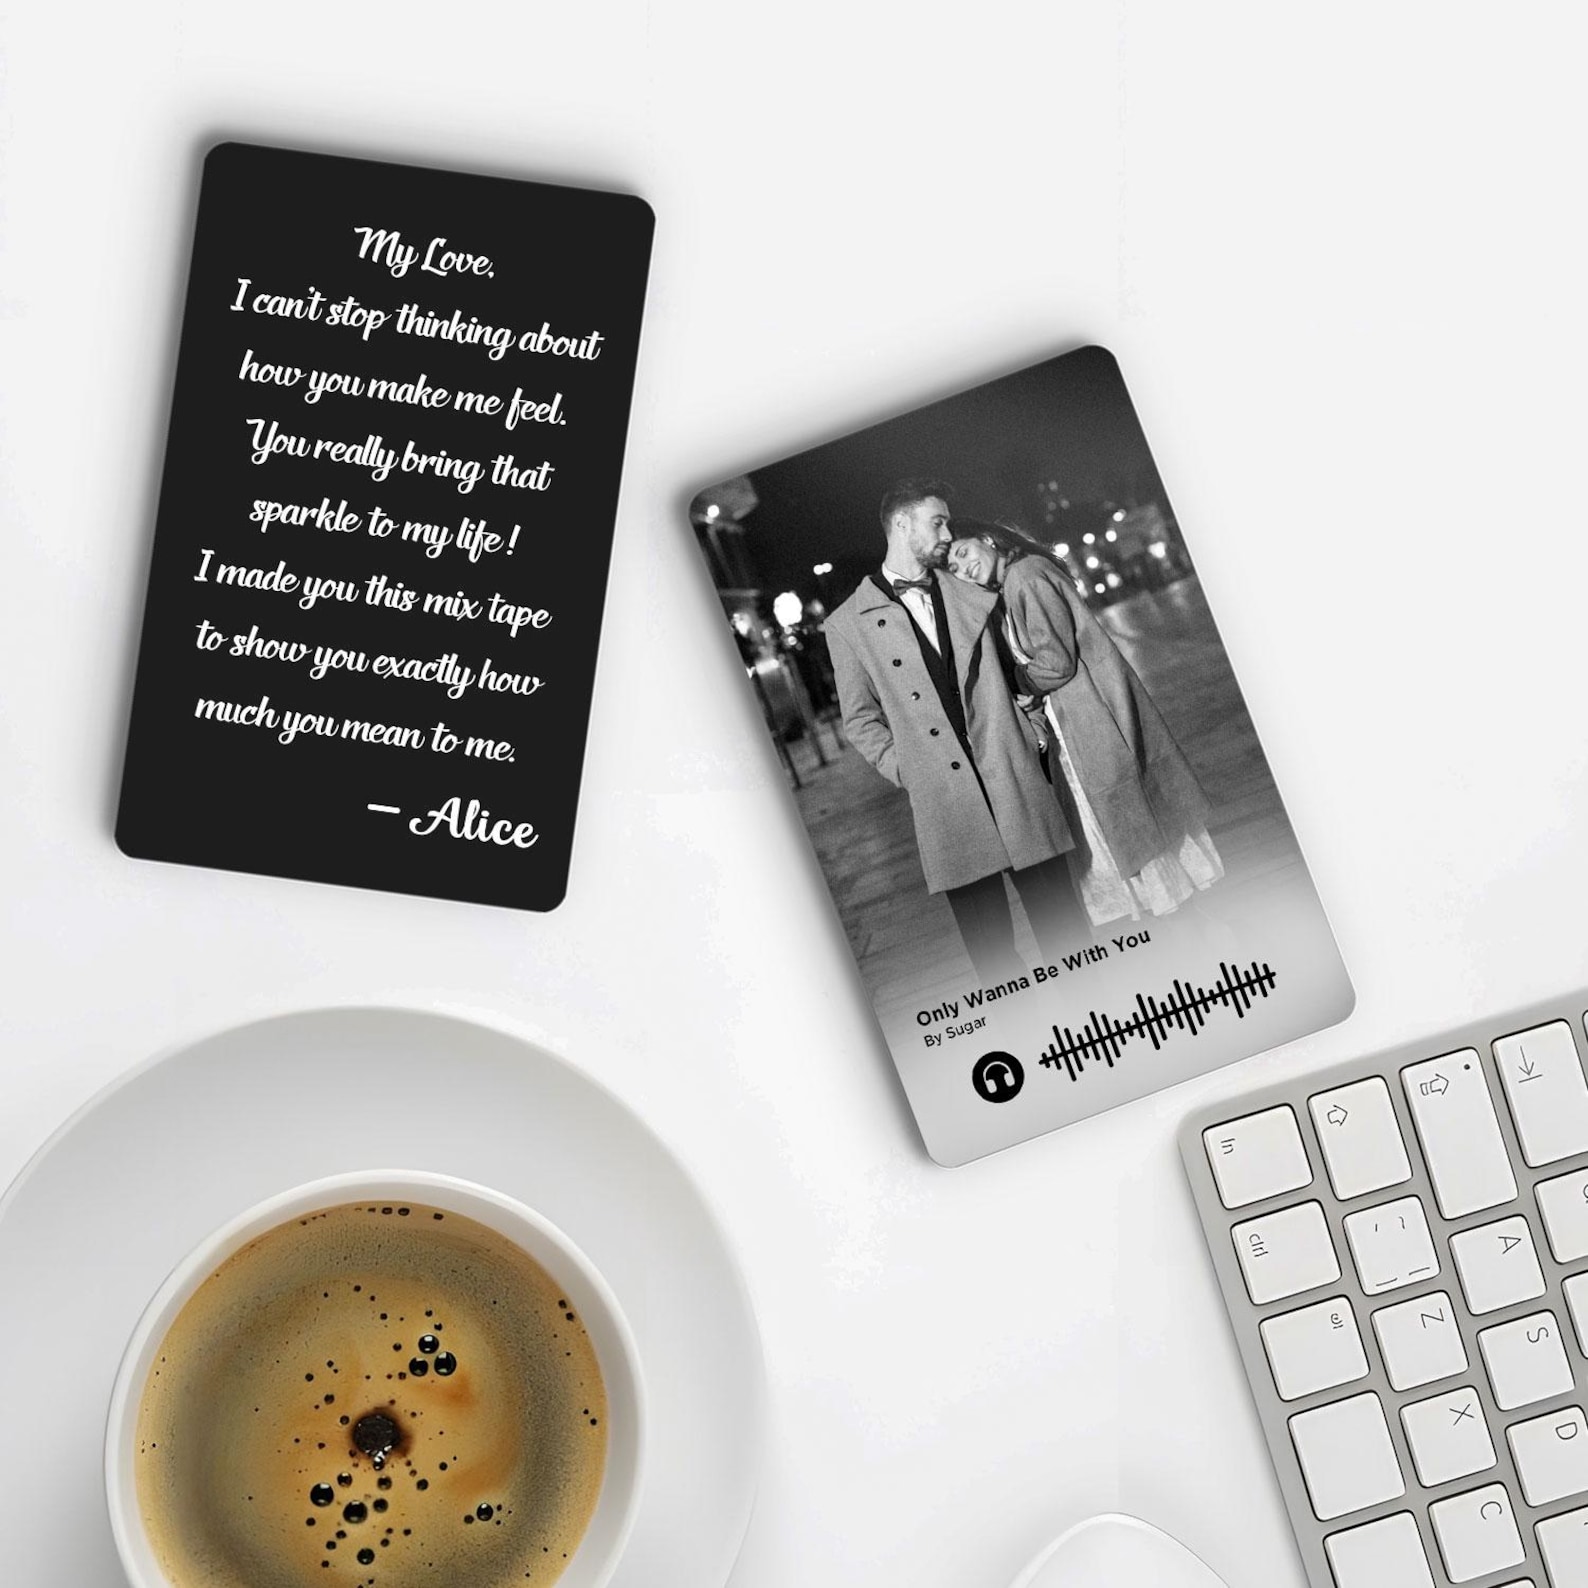 My Love,
I can't stop thinking about
how you make me feel.
You really bring that
sparkle to my life!
I made you this mix tape
to show you exactly how
much you mean to me.
— Alice
Only Wanna Be With You
By Sugar
ln
ctrl
A
Z
S
X
D
C